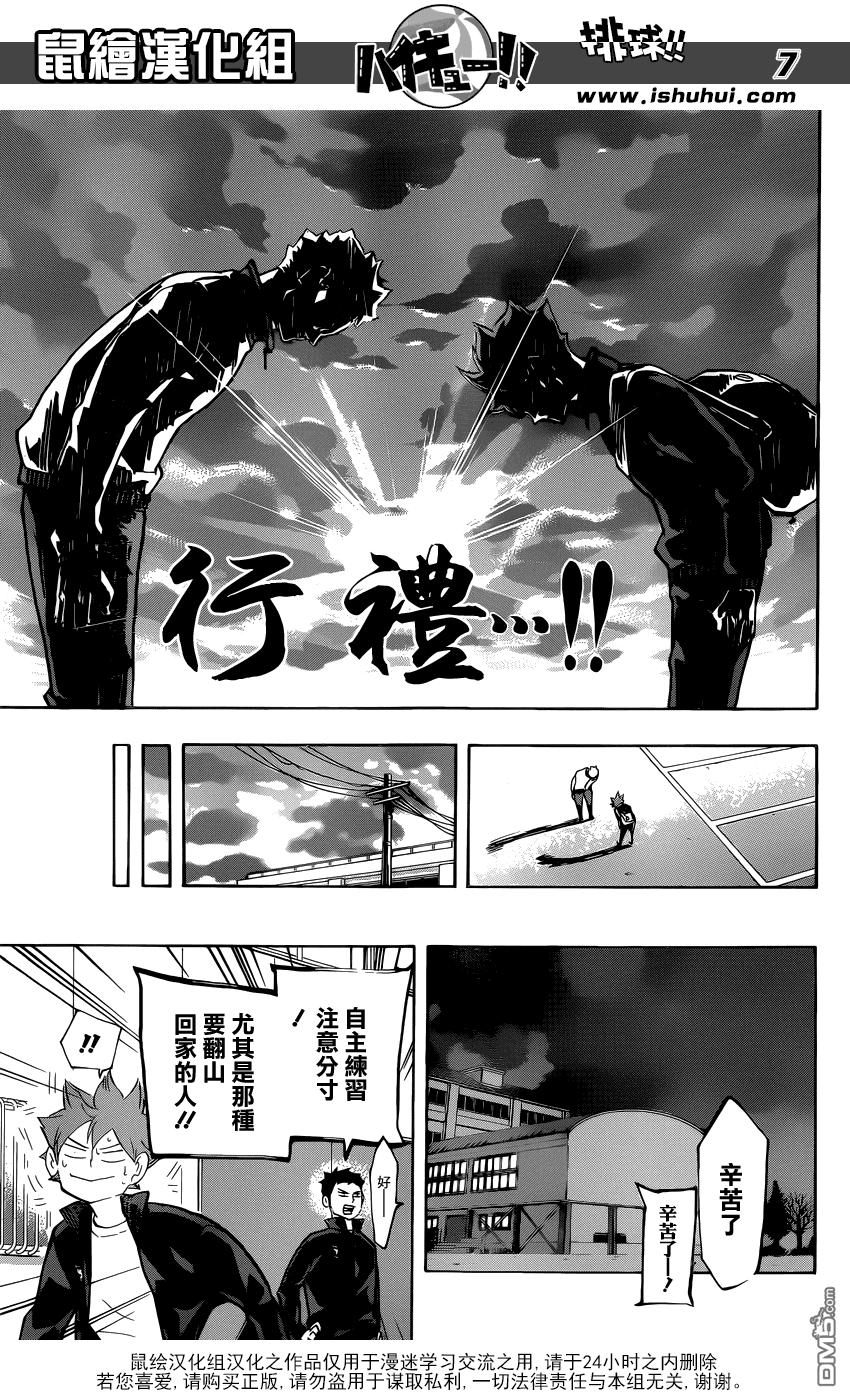 鼠繪漢化組
ハイキュー!!
排球!!
7
www.ishuhui.com
行禮…!!
辛苦了
辛苦了—!
自主練習
注意分寸
!
尤其是那種
要翻山
回家的人!!
好—
!!
DM5.com
鼠绘汉化组汉化之作品仅用于漫迷学习交流之用, 请于24小时之内删除
若您喜爱, 请购买正版, 请勿盗用于谋取私利, 一切法律责任与本组无关, 谢谢。